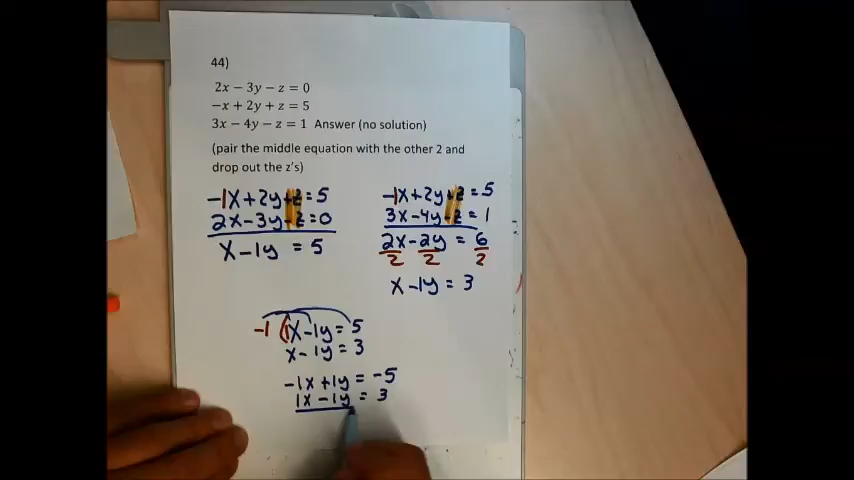 44)
2x − 3y − z = 0
−x + 2y + z = 5
3x − 4y − z = 1 Answer (no solution)
(pair the middle equation with the other 2 and
drop out the z's)
-1x+2y+z=5
2x-3y-z=0
x-1y = 5
-1x+2y+z=5
3x-4y-z=1
2x-2y = 6
2 2 2
x-1y = 3
-1 (1x-1y= 5
x-1y= 3
-1x+1y= -5
1x-1y= 3